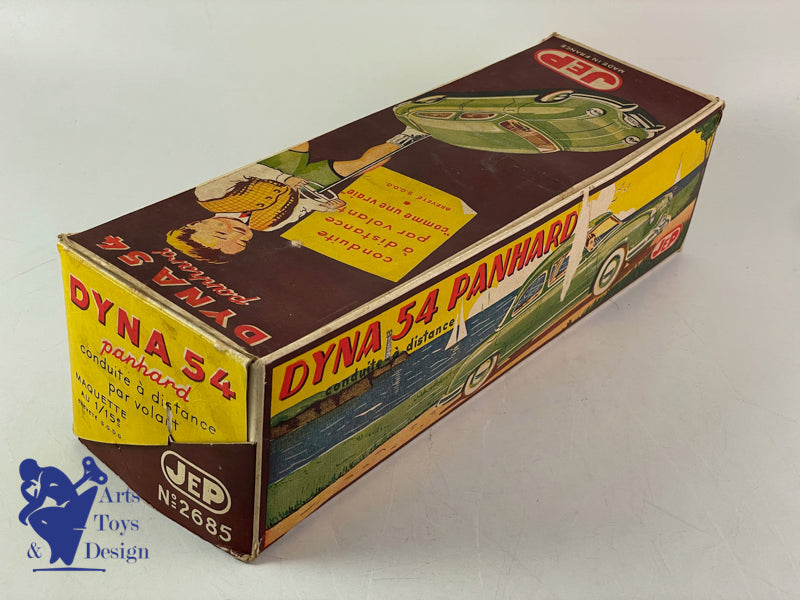 JEP
MADE IN FRANCE
conduite
à distance
par volant
"comme une vraie"
BREVETÉ S.G.D.G
DYNA 54
panhard
DYNA 54 PANHARD
conduite à distance
JEP
DYNA 54
panhard
conduite à distance
par volant
MAQUETTE
AU 1/15e
BREVETÉ S.G.D.G
JEP
N° 2685
Arts
Toys
& Design